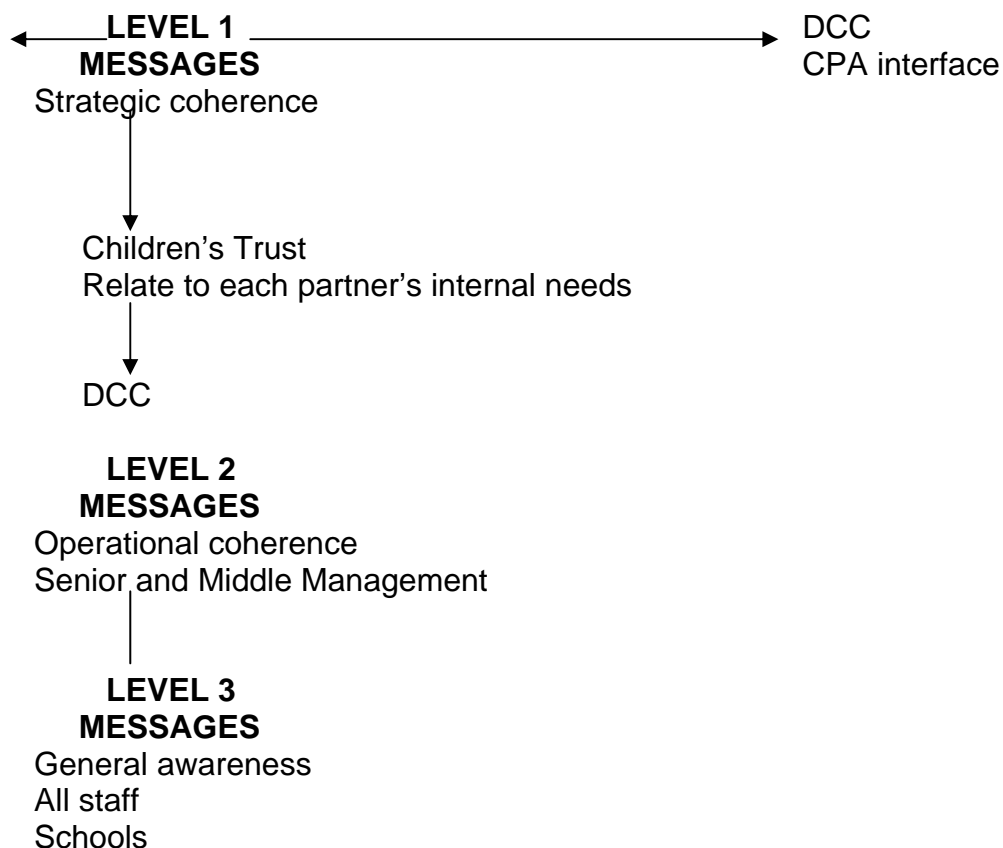 LEVEL 1
MESSAGES
Strategic coherence
DCC
CPA interface
Children's Trust
Relate to each partner's internal needs
DCC
LEVEL 2
MESSAGES
Operational coherence
Senior and Middle Management
LEVEL 3
MESSAGES
General awareness
All staff
Schools